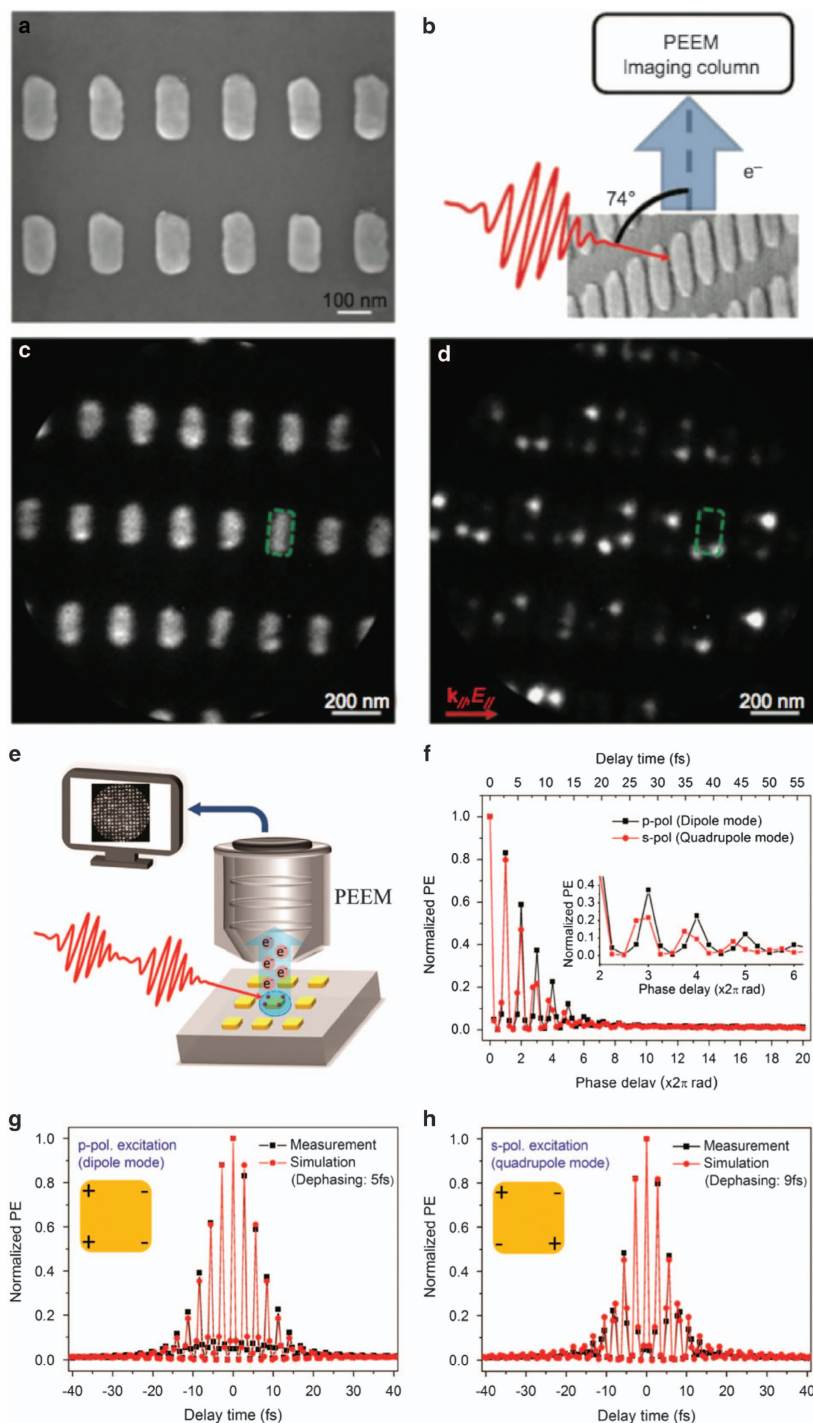 a
100 nm
b
PEEM
Imaging column
74°
e–
c
200 nm
d
k//,E//
200 nm
e
PEEM
e-
e-
e-
e-
e-
f
Delay time (fs)
0 5 10 15 20 25 30 35 40 45 50 55
p-pol (Dipole mode)
s-pol (Quadrupole mode)
Normalized PE
1.0
0.8
0.6
0.4
0.2
0.0
Normalized PE
0.4
0.3
0.2
0.1
0.0
2 3 4 5 6
Phase delay (×2π rad)
0 2 4 6 8 10 12 14 16 18 20
Phase delay (×2π rad)
g
p-pol. excitation
(dipole mode)
+ -
+ -
Measurement
Simulation
(Dephasing: 5fs)
Normalized PE
1.0
0.8
0.6
0.4
0.2
0.0
-40 -30 -20 -10 0 10 20 30 40
Delay time (fs)
h
s-pol. excitation
(quadrupole mode)
+ -
- +
Measurement
Simulation
(Dephasing: 9fs)
Normalized PE
1.0
0.8
0.6
0.4
0.2
0.0
-40 -30 -20 -10 0 10 20 30 40
Delay time (fs)